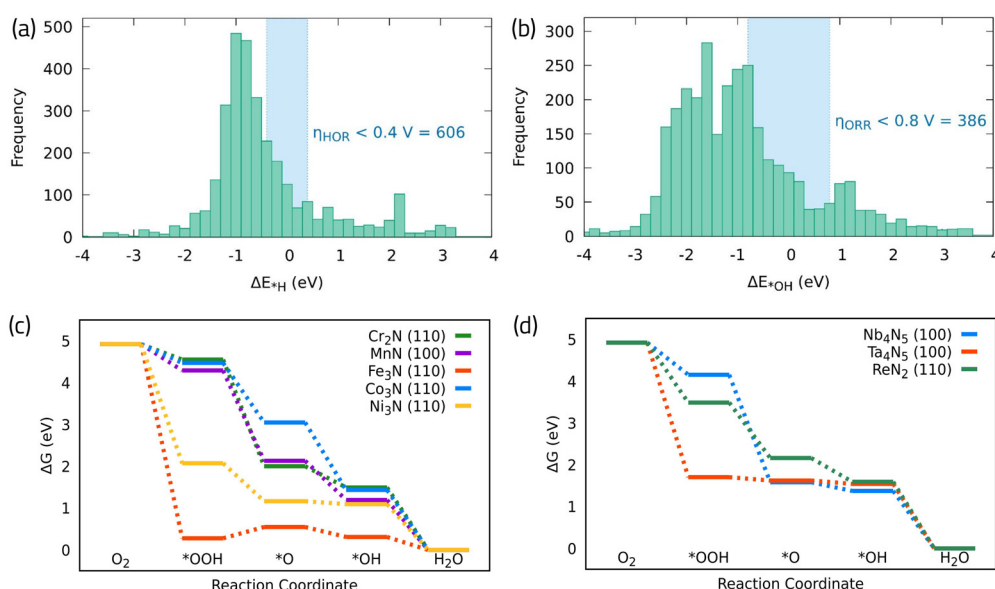 (a)
Frequency
500
400
300
200
100
0
η_HOR < 0.4 V = 606
-4 -3 -2 -1 0 1 2 3 4
ΔE*H (eV)
(b)
Frequency
300
250
200
150
100
50
0
η_ORR < 0.8 V = 386
-4 -3 -2 -1 0 1 2 3 4
ΔE*OH (eV)
(c)
ΔG (eV)
5
4
3
2
1
0
Cr₂N (110)
MnN (100)
Fe₃N (110)
Co₃N (110)
Ni₃N (110)
O₂ *OOH *O *OH H₂O
Reaction Coordinate
(d)
ΔG (eV)
5
4
3
2
1
0
Nb₄N₅ (100)
Ta₄N₅ (100)
ReN₂ (110)
O₂ *OOH *O *OH H₂O
Reaction Coordinate